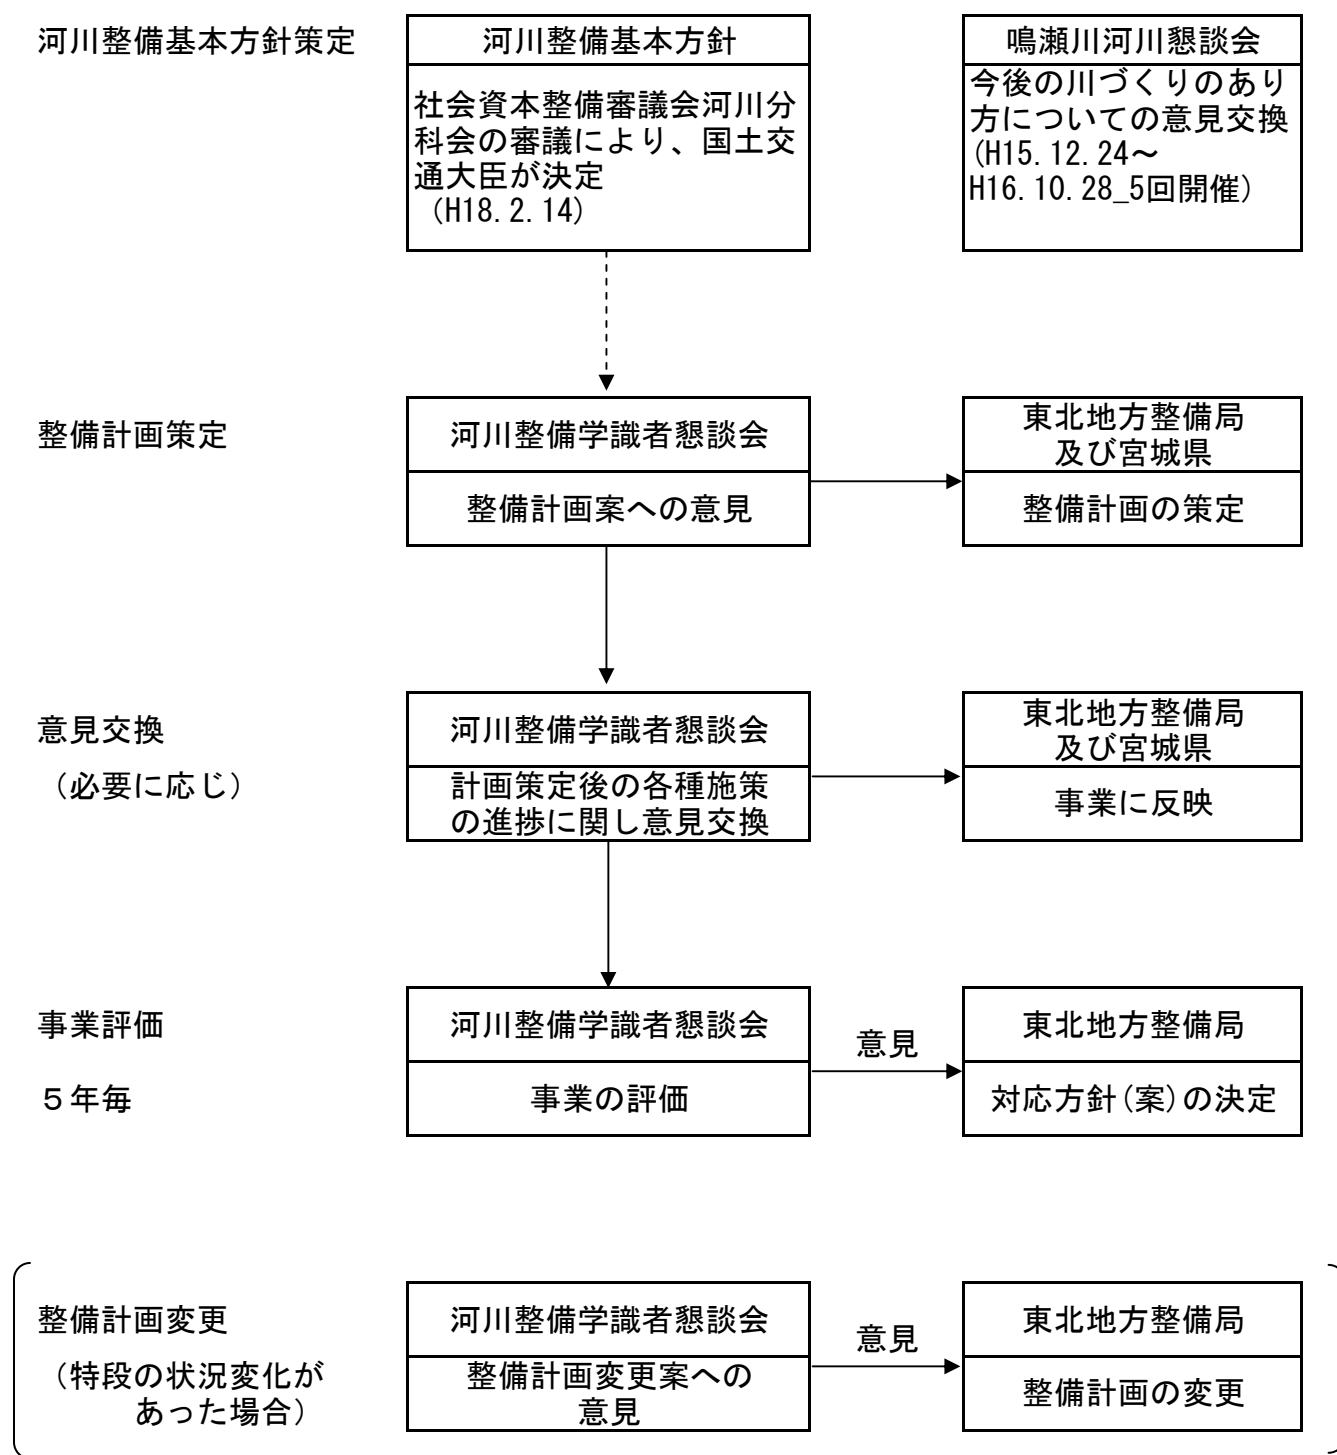 河川整備基本方針策定
河川整備基本方針
社会資本整備審議会河川分
科会の審議により、国土交
通大臣が決定
（H18.2.14）
鳴瀬川河川懇談会
今後の川づくりのあり
方についての意見交換
（H15.12.24～
H16.10.28_5回開催）
整備計画策定
河川整備学識者懇談会
整備計画案への意見
東北地方整備局
及び宮城県
整備計画の策定
意見交換
（必要に応じ）
河川整備学識者懇談会
計画策定後の各種施策
の進捗に関し意見交換
東北地方整備局
及び宮城県
事業に反映
事業評価
５年毎
河川整備学識者懇談会
事業の評価
意見
東北地方整備局
対応方針(案)の決定
整備計画変更
（特段の状況変化が
あった場合）
河川整備学識者懇談会
整備計画変更案への
意見
意見
東北地方整備局
整備計画の変更